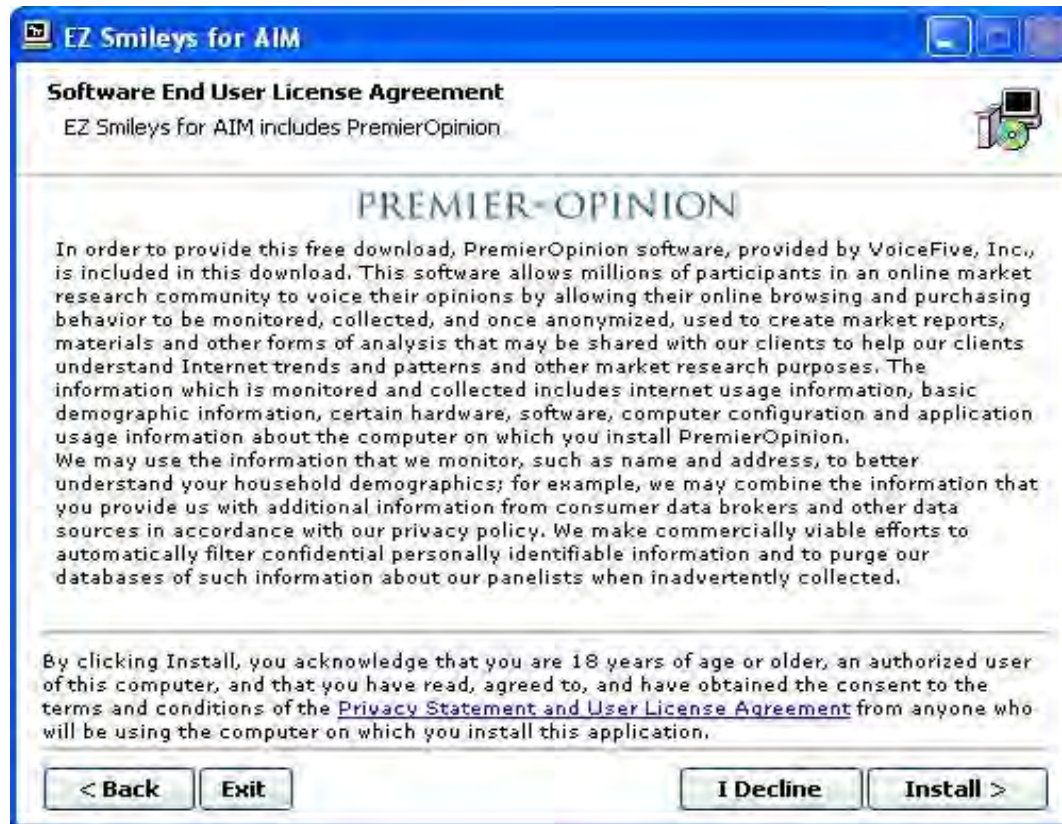 EZ Smileys for AIM
Software End User License Agreement
EZ Smileys for AIM includes PremierOpinion
PREMIER-OPINION
In order to provide this free download, PremierOpinion software, provided by VoiceFive, Inc.,
is included in this download. This software allows millions of participants in an online market
research community to voice their opinions by allowing their online browsing and purchasing
behavior to be monitored, collected, and once anonymized, used to create market reports,
materials and other forms of analysis that may be shared with our clients to help our clients
understand Internet trends and patterns and other market research purposes. The
information which is monitored and collected includes internet usage information, basic
demographic information, certain hardware, software, computer configuration and application
usage information about the computer on which you install PremierOpinion.
We may use the information that we monitor, such as name and address, to better
understand your household demographics; for example, we may combine the information that
you provide us with additional information from consumer data brokers and other data
sources in accordance with our privacy policy. We make commercially viable efforts to
automatically filter confidential personally identifiable information and to purge our
databases of such information about our panelists when inadvertently collected.
By clicking Install, you acknowledge that you are 18 years of age or older, an authorized user
of this computer, and that you have read, agreed to, and have obtained the consent to the
terms and conditions of the Privacy Statement and User License Agreement from anyone who
will be using the computer on which you install this application.
< Back Exit I Decline Install >